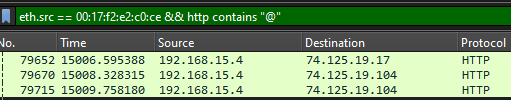 eth.src == 00:17:f2:e2:c0:ce && http contains "@"
No. Time Source Destination Protocol
79652 15006.595388 192.168.15.4 74.125.19.17 HTTP
79670 15008.328315 192.168.15.4 74.125.19.104 HTTP
79715 15009.758180 192.168.15.4 74.125.19.104 HTTP